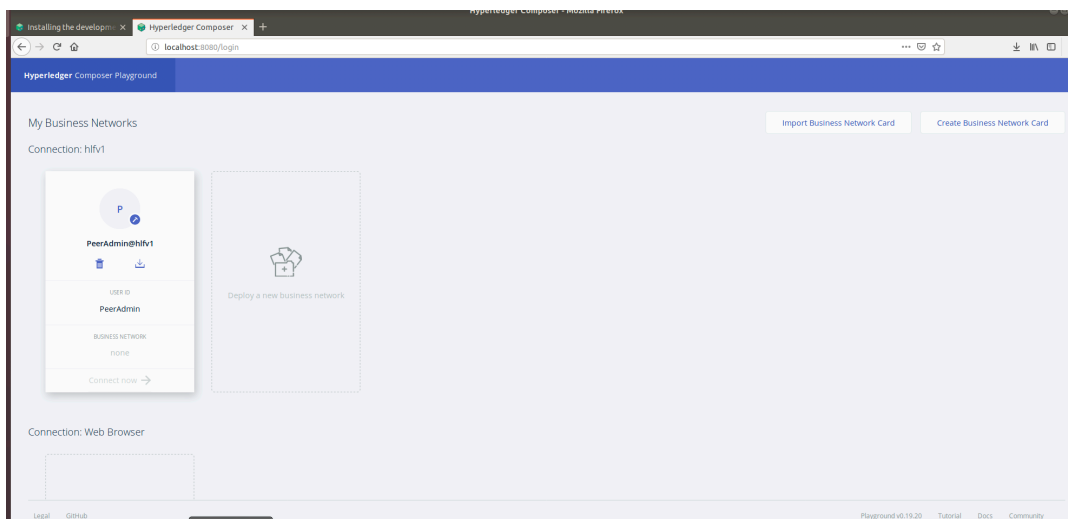 Hyperledger Composer - Mozilla Firefox
Installing the developm
Hyperledger Composer
localhost:8080/login
Hyperledger Composer Playground
My Business Networks
Import Business Network Card
Create Business Network Card
Connection: hlfv1
P
PeerAdmin@hlfv1
USER ID
PeerAdmin
BUSINESS NETWORK
none
Connect now
Deploy a new business network
Connection: Web Browser
Legal GitHub
Playground v0.19.20 Tutorial Docs Community